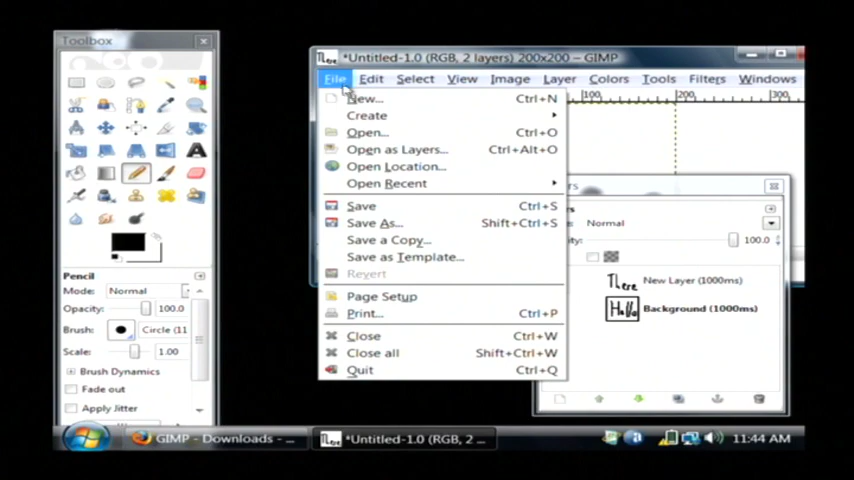 Toolbox
*Untitled-1.0 (RGB, 2 layers) 200x200 – GIMP
File Edit Select View Image Layer Colors Tools Filters Windows
New... Ctrl+N
100 200 300
Create
Open... Ctrl+O
Open as Layers... Ctrl+Alt+O
Open Location...
Open Recent
Save Ctrl+S
Save As... Shift+Ctrl+S
Save a Copy...
Save as Template...
Revert
Page Setup
Print... Ctrl+P
Close Ctrl+W
Close all Shift+Ctrl+W
Quit Ctrl+Q
Normal
100.0
There New Layer (1000ms)
Hello Background (1000ms)
Pencil
Mode: Normal
Opacity: 100.0
Brush: Circle (11
Scale: 1.00
Brush Dynamics
Fade out
Apply Jitter
GIMP - Downloads - ...
*Untitled-1.0 (RGB, 2 ...
11:44 AM